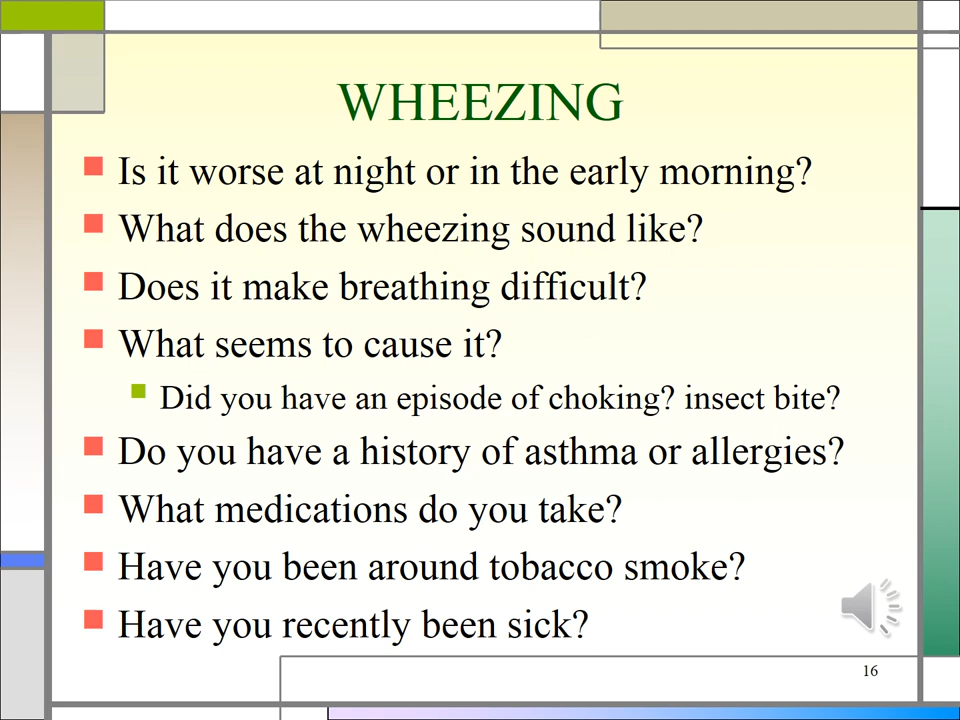 WHEEZING
Is it worse at night or in the early morning?
What does the wheezing sound like?
Does it make breathing difficult?
What seems to cause it?
Did you have an episode of choking? insect bite?
Do you have a history of asthma or allergies?
What medications do you take?
Have you been around tobacco smoke?
Have you recently been sick?
16